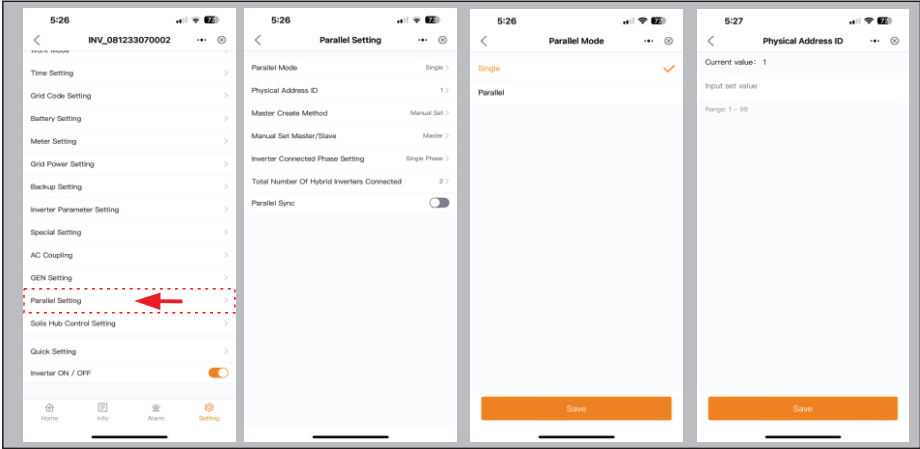 5:26
73
INV_081233070002
Work Mode
Time Setting
Grid Code Setting
Battery Setting
Meter Setting
Grid Power Setting
Backup Setting
Inverter Parameter Setting
Special Setting
AC Coupling
GEN Setting
Parallel Setting
Solis Hub Control Setting
Quick Setting
Inverter ON / OFF
Home Info Alarm Setting
5:26
73
Parallel Setting
Parallel Mode Single
Physical Address ID 1
Master Create Method Manual Set
Manual Set Master/Slave Master
Inverter Connected Phase Setting Single Phase
Total Number Of Hybrid Inverters Connected 2
Parallel Sync
5:26
73
Parallel Mode
Single
Parallel
Save
5:27
73
Physical Address ID
Current value: 1
Input set value
Range: 1 ~ 99
Save